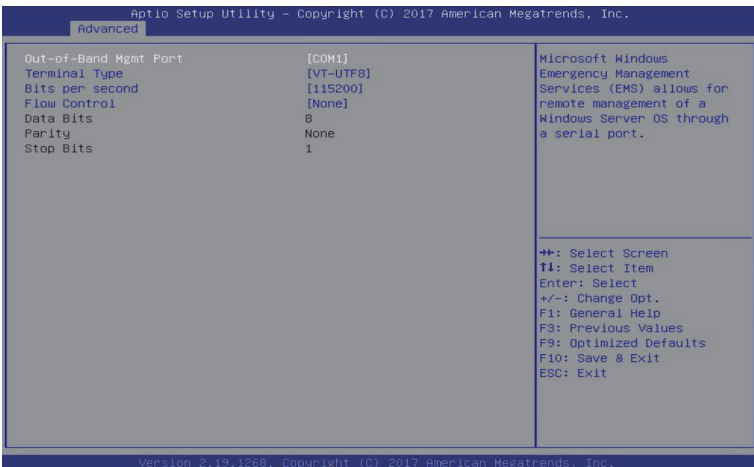 Aptio Setup Utility – Copyright (C) 2017 American Megatrends, Inc.
Advanced
Out-of-Band Mgmt Port [COM1]
Terminal Type [VT-UTF8]
Bits per second [115200]
Flow Control [None]
Data Bits 8
Parity None
Stop Bits 1
Microsoft Windows
Emergency Management
Services (EMS) allows for
remote management of a
Windows Server OS through
a serial port.
→←: Select Screen
↑↓: Select Item
Enter: Select
+/-: Change Opt.
F1: General Help
F3: Previous Values
F9: Optimized Defaults
F10: Save & Exit
ESC: Exit
Version 2.19.1268. Copyright (C) 2017 American Megatrends, Inc.